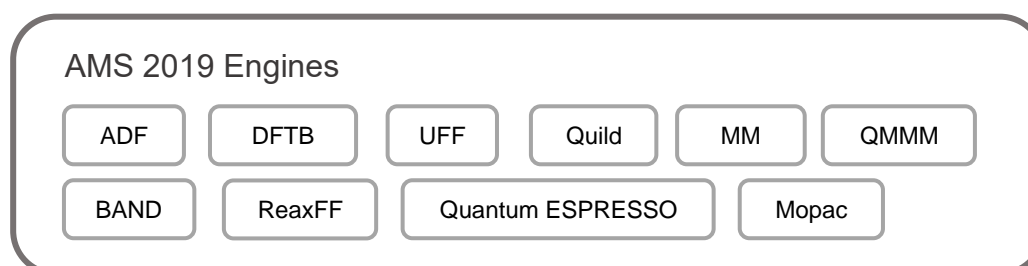 AMS 2019 Engines
ADF DFTB UFF Quild MM QMMM
BAND ReaxFF Quantum ESPRESSO Mopac